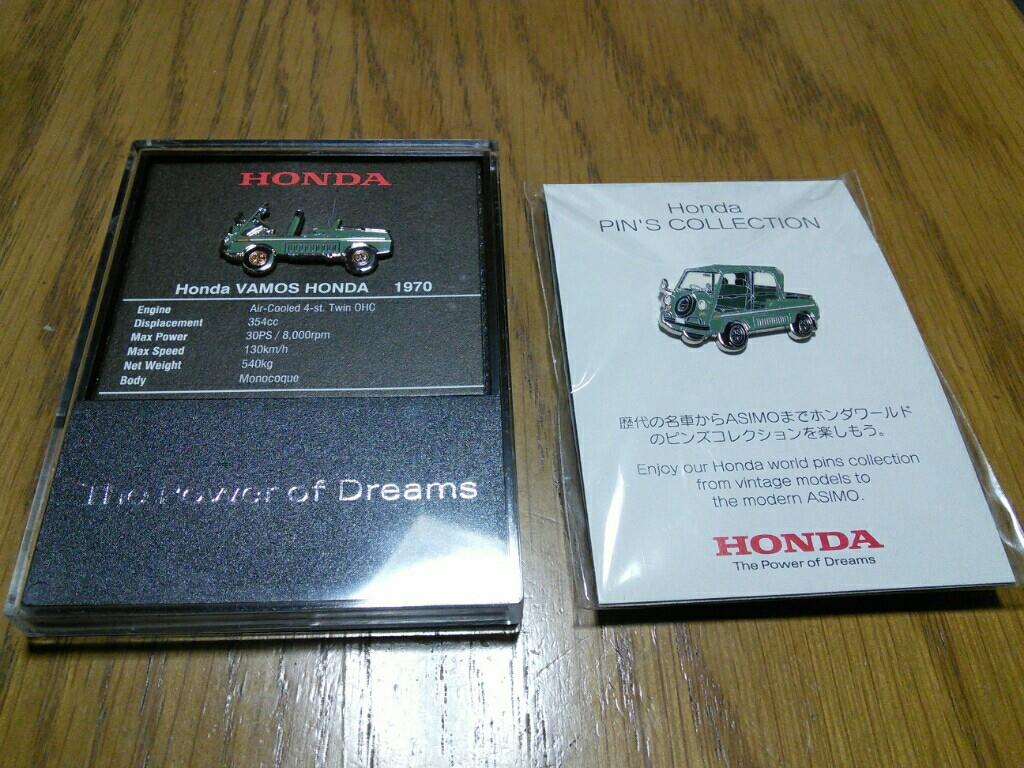 HONDA
Honda VAMOS HONDA 1970
Engine Air-Cooled 4-st. Twin OHC
Displacement 354cc
Max Power 30PS / 8,000rpm
Max Speed 130km/h
Net Weight 540kg
Body Monocoque
The Power of Dreams
Honda
PIN'S COLLECTION
歴代の名車からASIMOまでホンダワールド
のピンズコレクションを楽しもう。
Enjoy our Honda world pins collection
from vintage models to
the modern ASIMO.
HONDA
The Power of Dreams